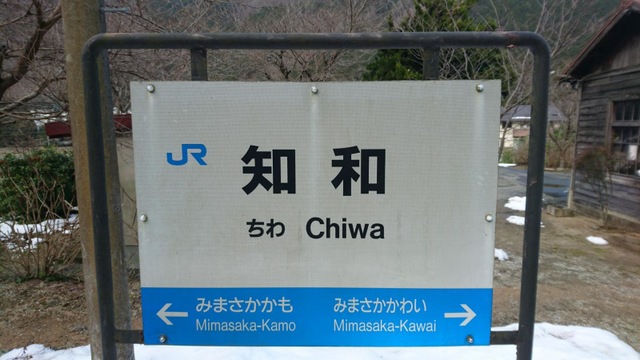 JR
知和
ちわ Chiwa
← みまさかかも みまさかかわい →
Mimasaka-Kamo Mimasaka-Kawai